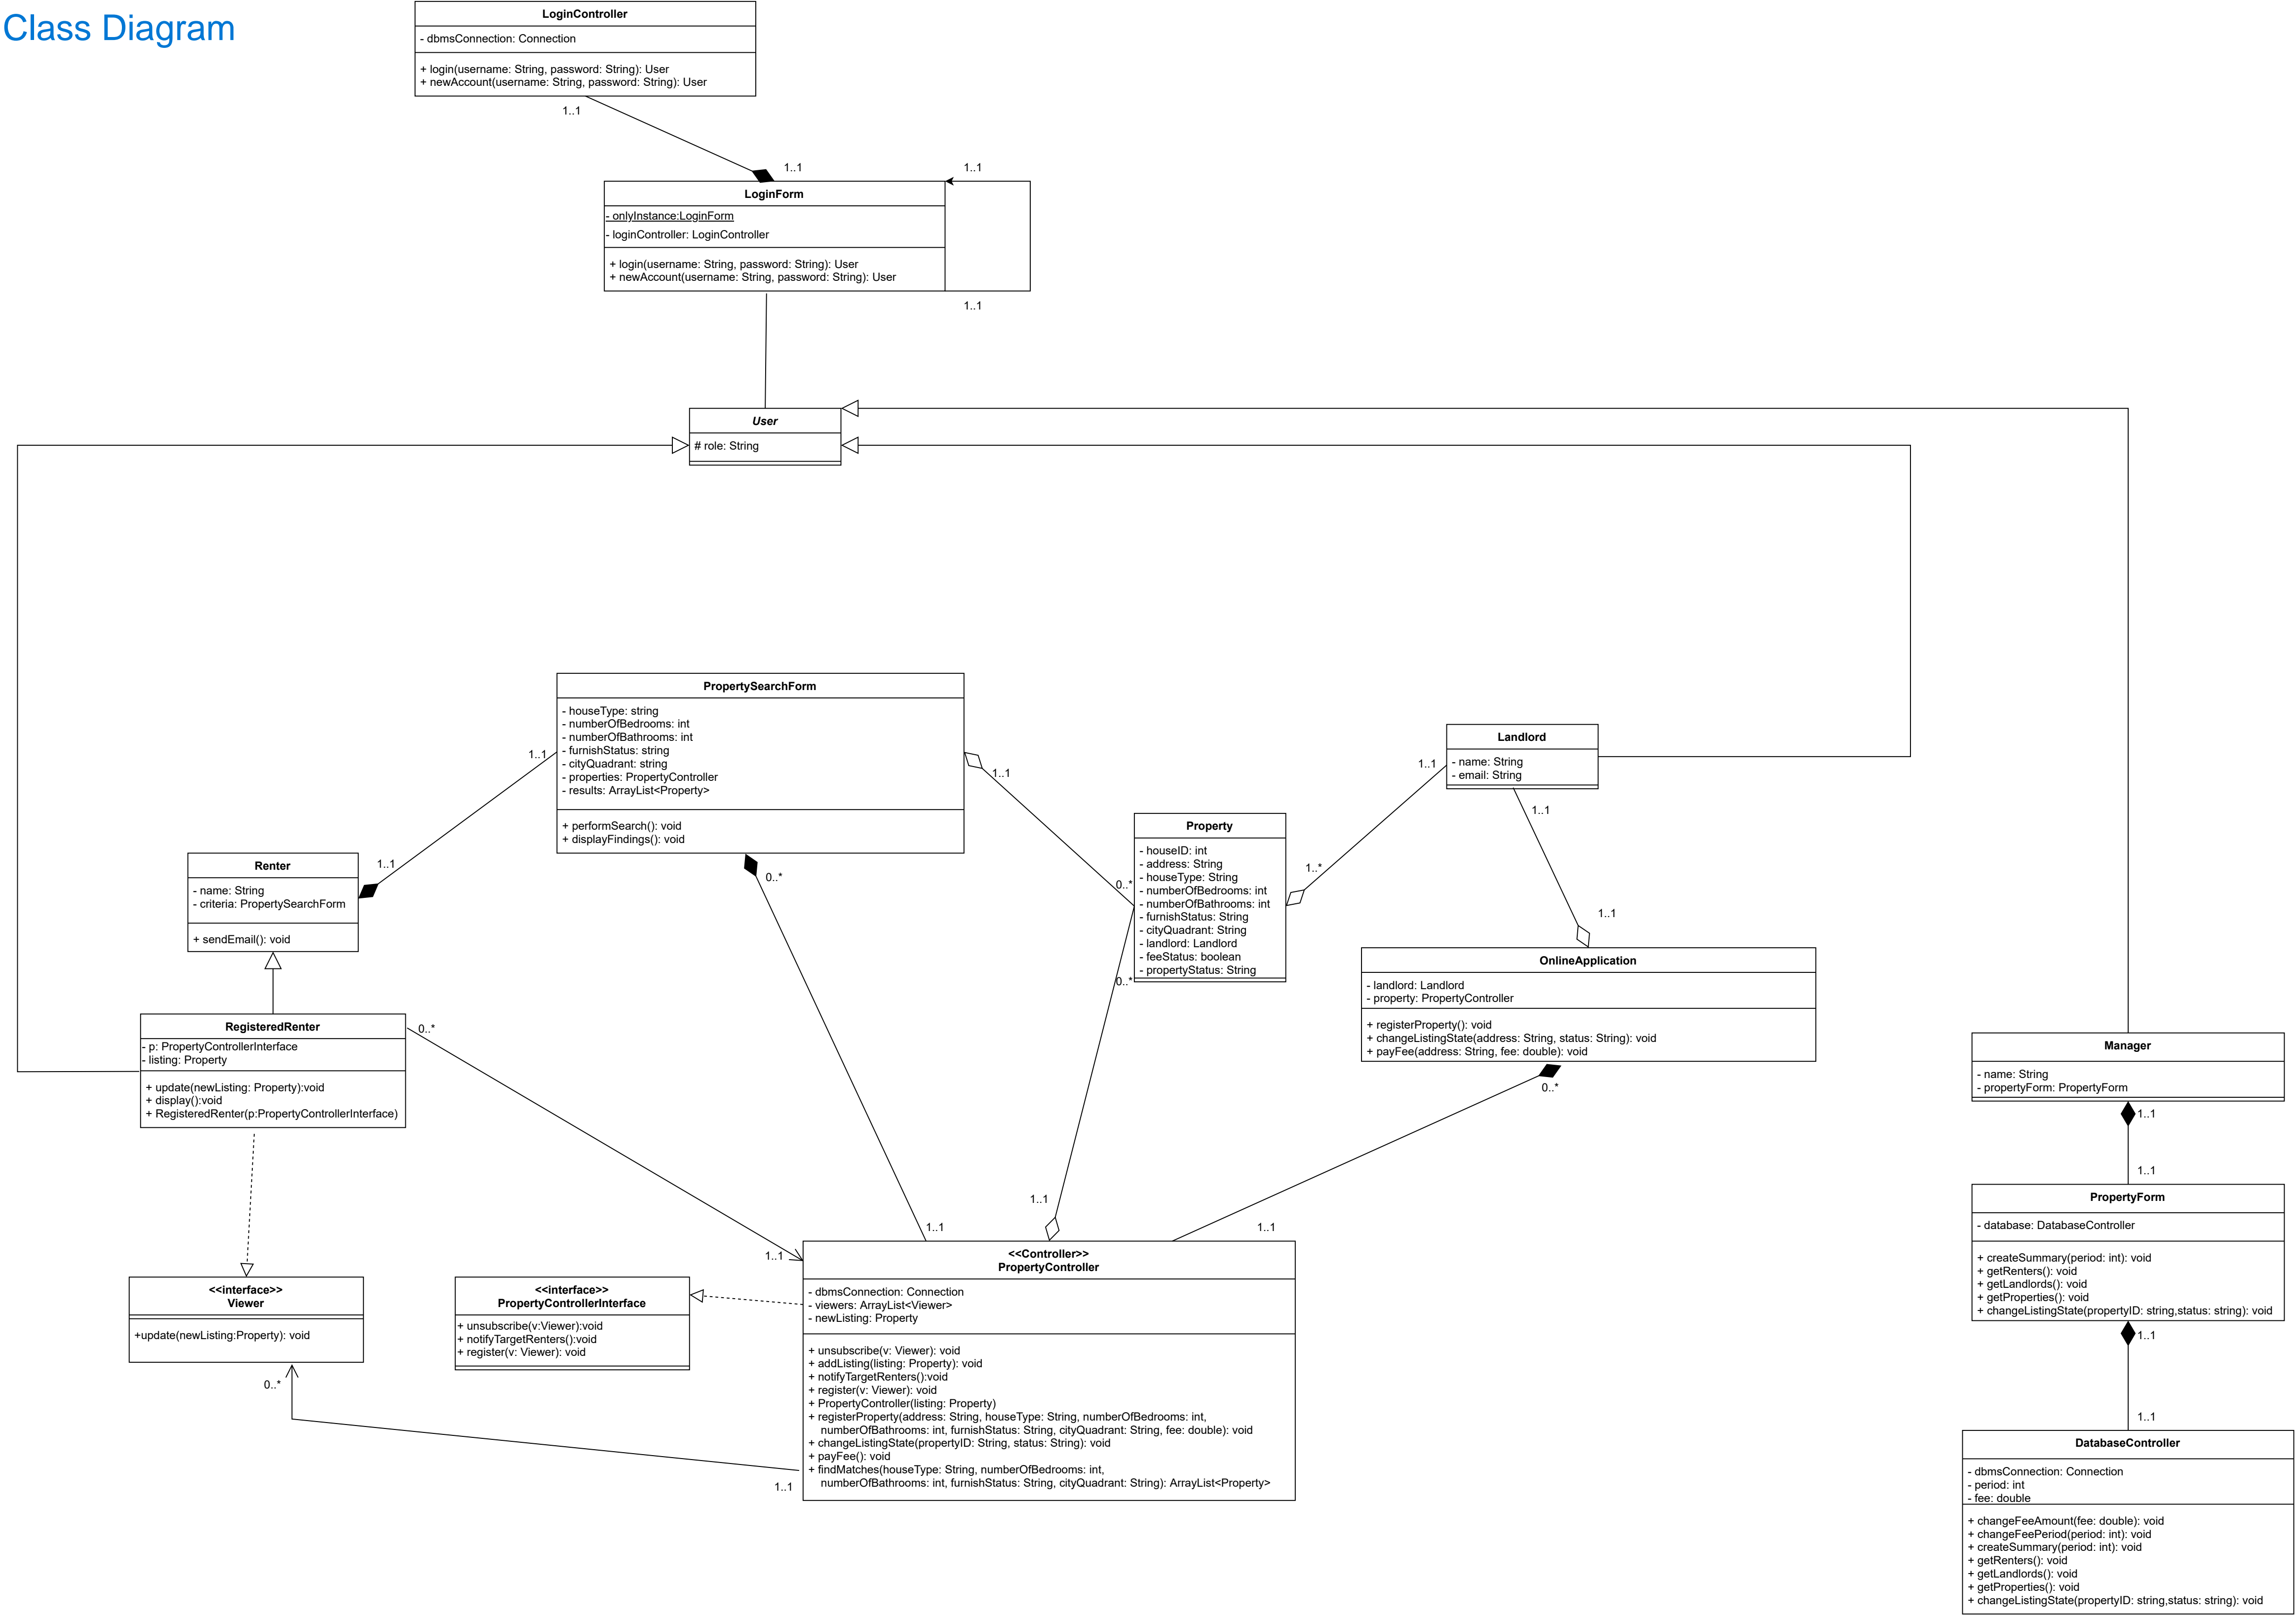 Class Diagram
LoginController
- dbmsConnection: Connection
+ login(username: String, password: String): User
+ newAccount(username: String, password: String): User
1..1
1..1
1..1
LoginForm
- onlyInstance:LoginForm
- loginController: LoginController
+ login(username: String, password: String): User
+ newAccount(username: String, password: String): User
1..1
User
# role: String
PropertySearchForm
- houseType: string
- numberOfBedrooms: int
- numberOfBathrooms: int
- furnishStatus: string
- cityQuadrant: string
- properties: PropertyController
- results: ArrayList<Property>
+ performSearch(): void
+ displayFindings(): void
1..1
1..1
1..1
0..*
0..*
Landlord
- name: String
- email: String
1..1
1..1
1..*
1..1
Property
- houseID: int
- address: String
- houseType: String
- numberOfBedrooms: int
- numberOfBathrooms: int
- furnishStatus: String
- cityQuadrant: String
- landlord: Landlord
- feeStatus: boolean
- propertyStatus: String
0..*
Renter
- name: String
- criteria: PropertySearchForm
+ sendEmail(): void
OnlineApplication
- landlord: Landlord
- property: PropertyController
+ registerProperty(): void
+ changeListingState(address: String, status: String): void
+ payFee(address: String, fee: double): void
0..*
RegisteredRenter
- p: PropertyControllerInterface
- listing: Property
+ update(newListing: Property):void
+ display():void
+ RegisteredRenter(p:PropertyControllerInterface)
0..*
Manager
- name: String
- propertyForm: PropertyForm
1..1
1..1
PropertyForm
- database: DatabaseController
+ createSummary(period: int): void
+ getRenters(): void
+ getLandlords(): void
+ getProperties(): void
+ changeListingState(propertyID: string,status: string): void
1..1
1..1
1..1
1..1
1..1
1..1
<<interface>>
Viewer
+update(newListing:Property): void
0..*
<<interface>>
PropertyControllerInterface
+ unsubscribe(v:Viewer):void
+ notifyTargetRenters():void
+ register(v: Viewer): void
<<Controller>>
PropertyController
- dbmsConnection: Connection
- viewers: ArrayList<Viewer>
- newListing: Property
+ unsubscribe(v: Viewer): void
+ addListing(listing: Property): void
+ notifyTargetRenters():void
+ register(v: Viewer): void
+ PropertyController(listing: Property)
+ registerProperty(address: String, houseType: String, numberOfBedrooms: int,
numberOfBathrooms: int, furnishStatus: String, cityQuadrant: String, fee: double): void
+ changeListingState(propertyID: String, status: String): void
+ payFee(): void
+ findMatches(houseType: String, numberOfBedrooms: int,
numberOfBathrooms: int, furnishStatus: String, cityQuadrant: String): ArrayList<Property>
1..1
DatabaseController
- dbmsConnection: Connection
- period: int
- fee: double
+ changeFeeAmount(fee: double): void
+ changeFeePeriod(period: int): void
+ createSummary(period: int): void
+ getRenters(): void
+ getLandlords(): void
+ getProperties(): void
+ changeListingState(propertyID: string,status: string): void